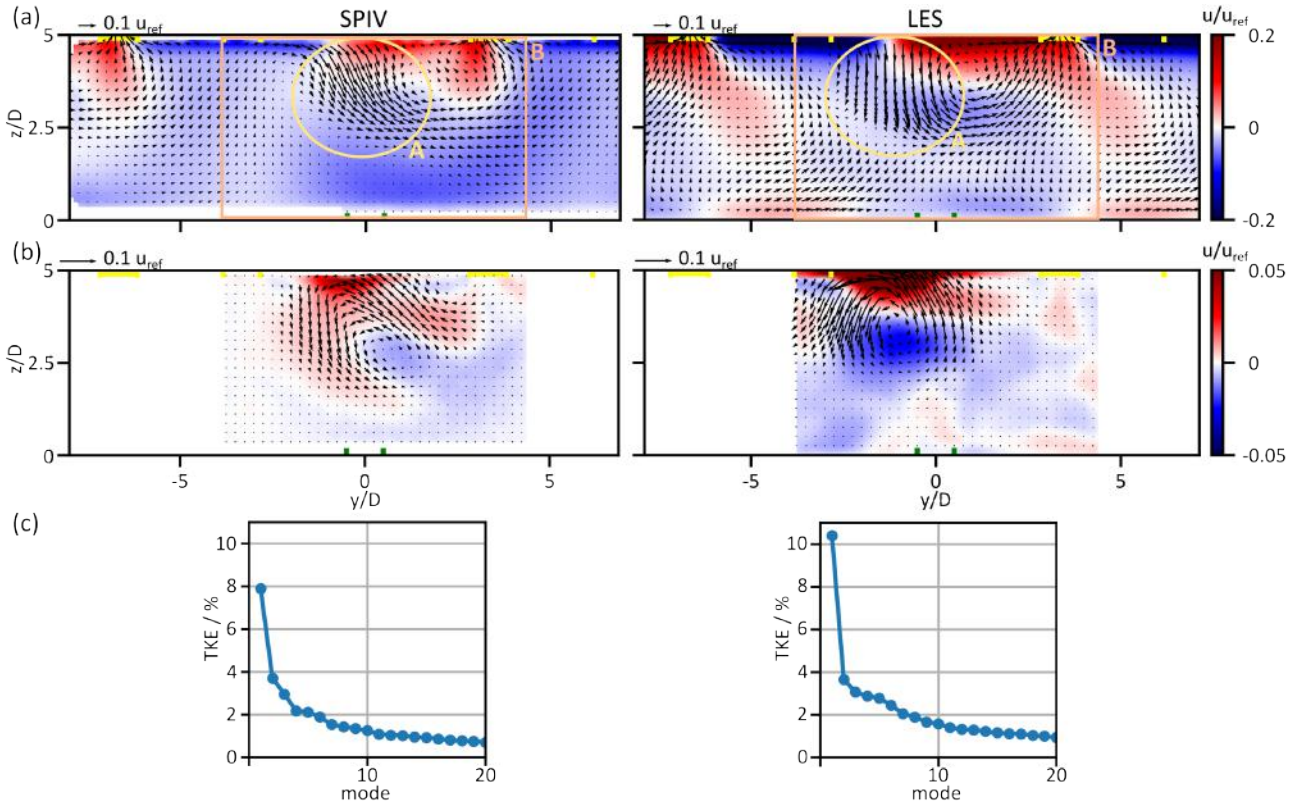 (a) SPIV LES
0.1 u_ref 0.1 u_ref u/u_ref
5 B B 0.2
z/D 2.5 A A 0
0 -0.2
(b) 0.1 u_ref 0.1 u_ref
5 0.05
z/D 2.5 0
0 -0.05
-5 0 5 -5 0 5
y/D y/D
(c)
10 10
8 8
TKE / % 6 TKE / % 6
4 4
2 2
0 0
10 20 10 20
mode mode